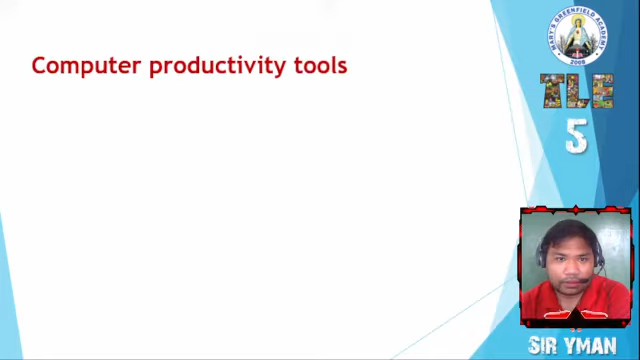 Computer productivity tools
MARY'S GREENFIELD ACADEMY
2008
TLE
5
SIR YMAN